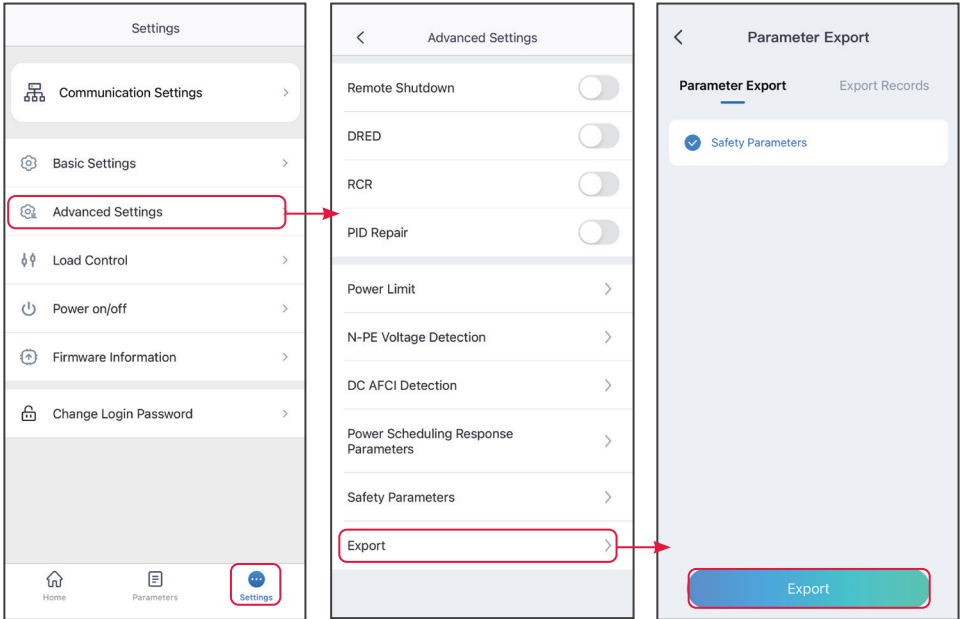 Settings
Communication Settings
Basic Settings
Advanced Settings
Load Control
Power on/off
Firmware Information
Change Login Password
Home
Parameters
Settings
Advanced Settings
Remote Shutdown
DRED
RCR
PID Repair
Power Limit
N-PE Voltage Detection
DC AFCI Detection
Power Scheduling Response
Parameters
Safety Parameters
Export
Parameter Export
Parameter Export
Export Records
Safety Parameters
Export